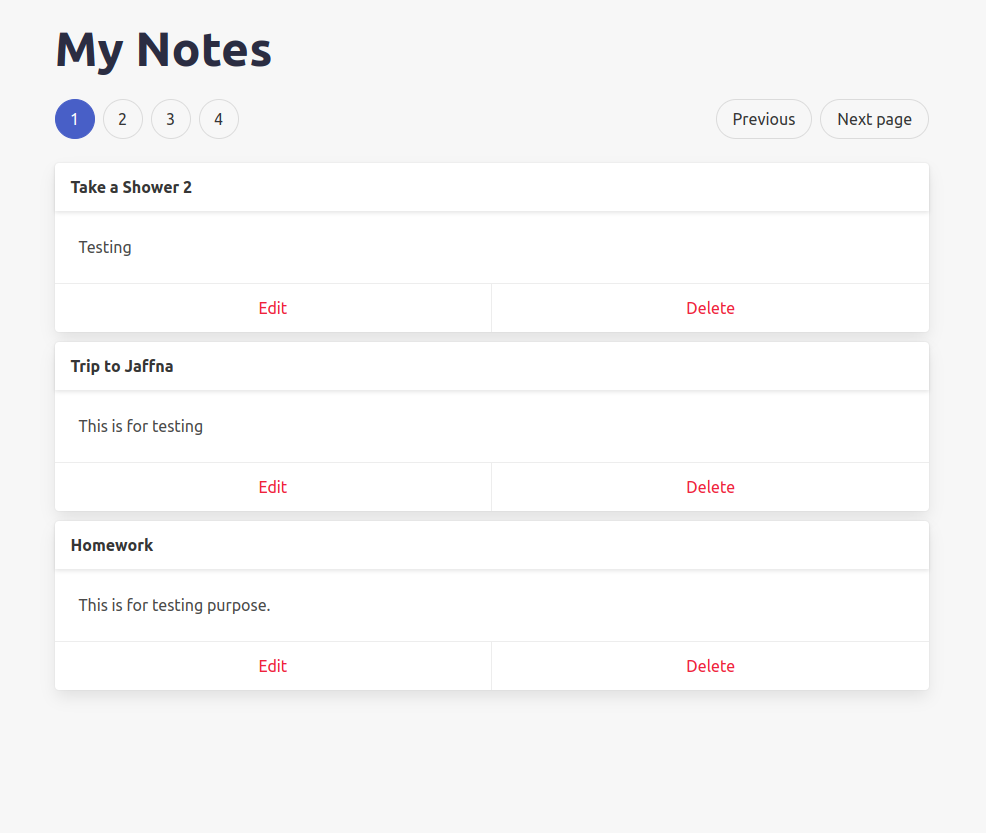 My Notes
1 2 3 4 Previous Next page
Take a Shower 2
Testing
Edit Delete
Trip to Jaffna
This is for testing
Edit Delete
Homework
This is for testing purpose.
Edit Delete